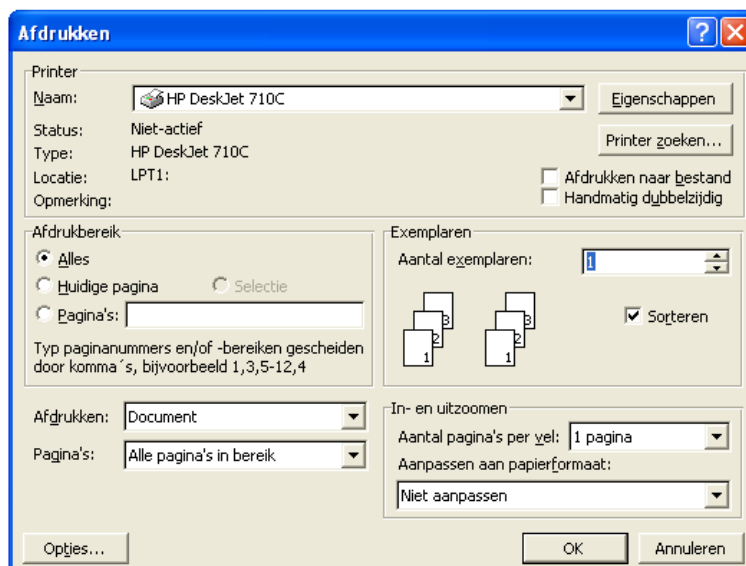 Afdrukken
Printer
Naam: HP DeskJet 710C Eigenschappen
Status: Niet-actief
Printer zoeken...
Type: HP DeskJet 710C
Locatie: LPT1: Afdrukken naar bestand
Opmerking: Handmatig dubbelzijdig
Afdrukbereik
Alles
Huidige pagina Selectie
Pagina's:
Typ paginanummers en/of -bereiken gescheiden
door komma´s, bijvoorbeeld 1,3,5-12,4
Exemplaren
Aantal exemplaren: 1
3 3
2 2
1 1
Sorteren
Afdrukken: Document
Pagina's: Alle pagina's in bereik
In- en uitzoomen
Aantal pagina's per vel: 1 pagina
Aanpassen aan papierformaat:
Niet aanpassen
Opties... OK Annuleren